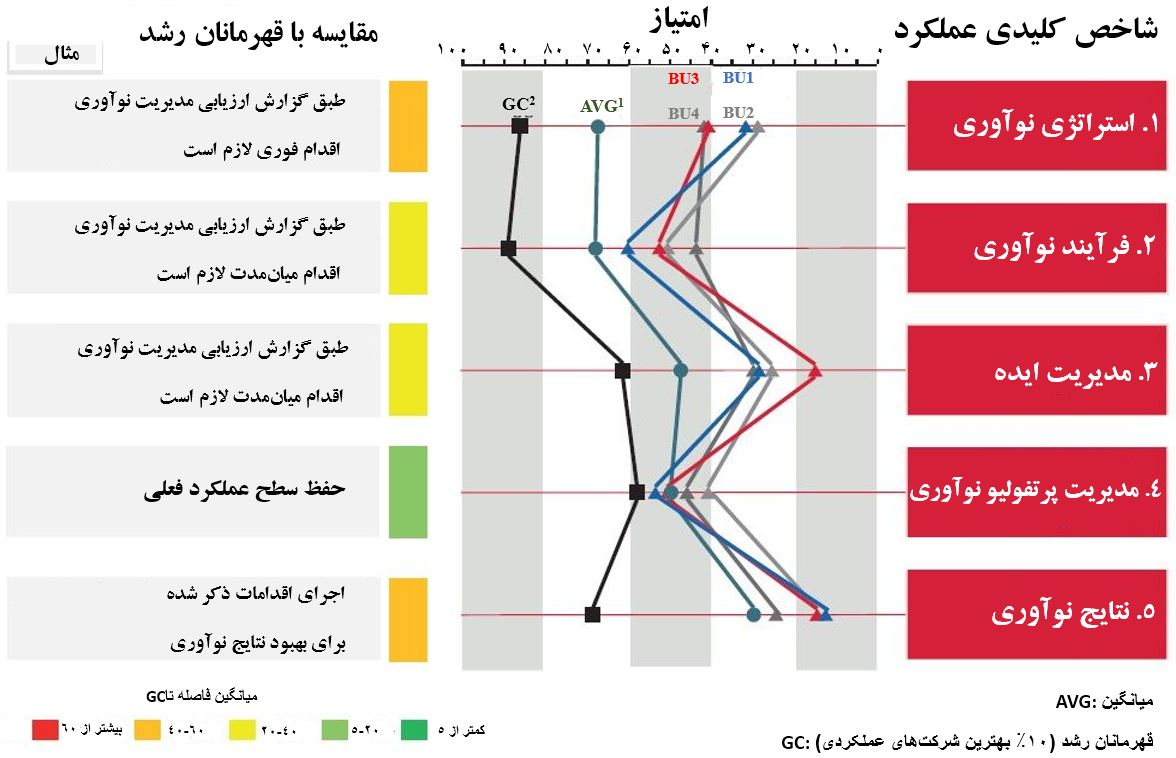 شاخص کلیدی عملکرد
امتیاز
مقایسه با قهرمانان رشد
مثال
۱۰۰ ۹۰ ۸۰ ۷۰ ۶۰ ۵۰ ۴۰ ۳۰ ۲۰ ۱۰ ۰
BU3 BU1
GC² AVG¹ BU4 BU2
۱. استراتژی نوآوری
طبق گزارش ارزیابی مدیریت نوآوری
اقدام فوری لازم است
۲. فرآیند نوآوری
طبق گزارش ارزیابی مدیریت نوآوری
اقدام میان‌مدت لازم است
۳. مدیریت ایده
طبق گزارش ارزیابی مدیریت نوآوری
اقدام میان‌مدت لازم است
۴. مدیریت پرتفولیو نوآوری
حفظ سطح عملکرد فعلی
۵. نتایج نوآوری
اجرای اقدامات ذکر شده
برای بهبود نتایج نوآوری
میانگین :AVG
قهرمانان رشد (۱۰٪ بهترین شرکت‌های عملکردی) :GC
میانگین فاصله تاGC
کمتر از ۵
۵-۲۰
۲۰-۴۰
۴۰-۶۰
بیشتر از ۶۰